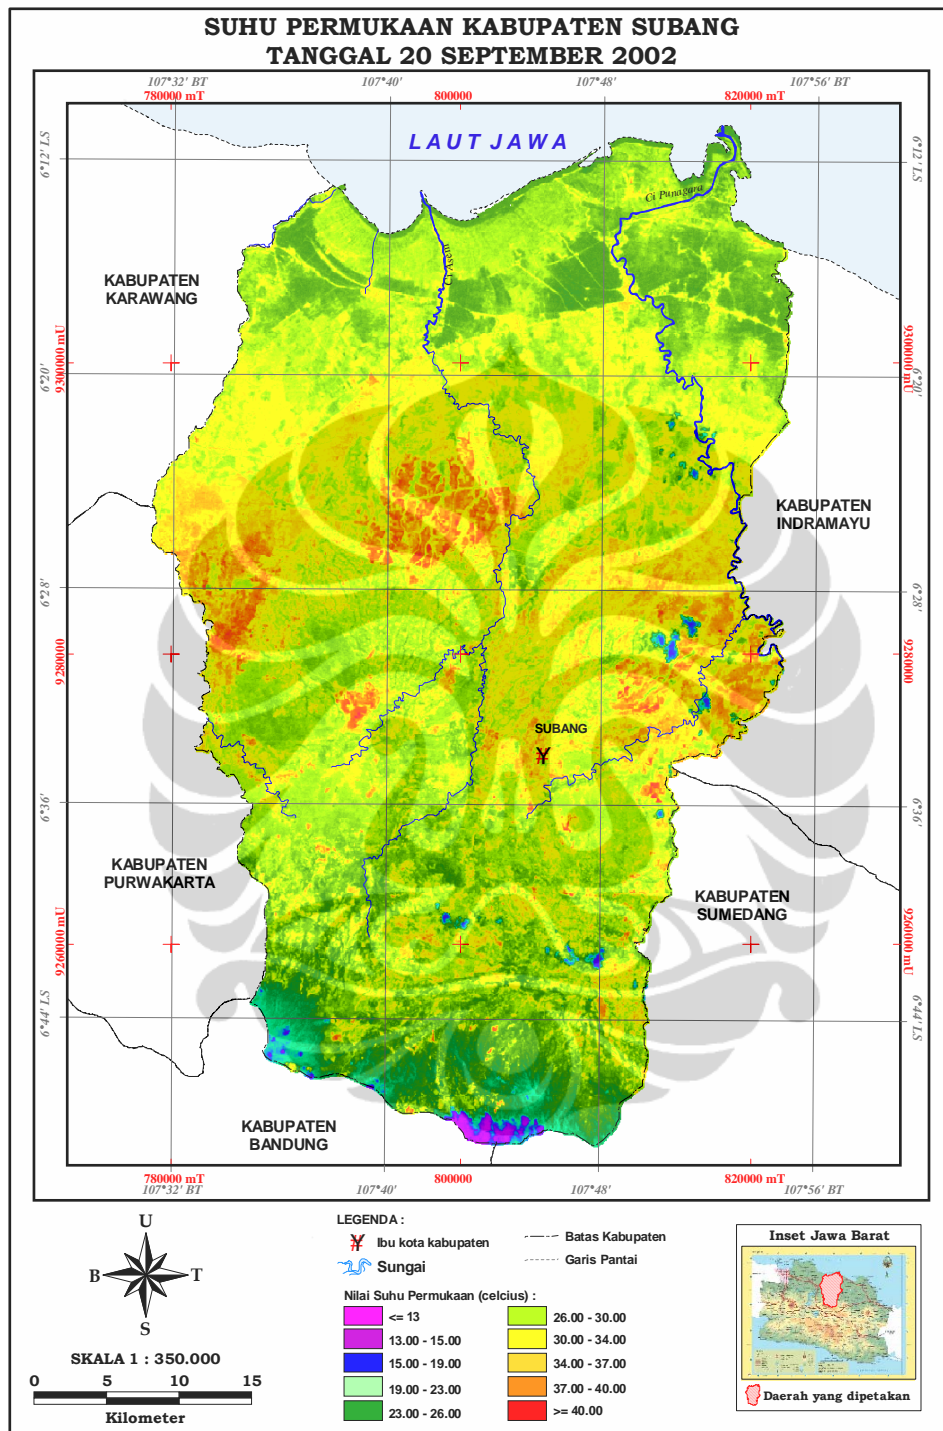 SUHU PERMUKAAN KABUPATEN SUBANG
TANGGAL 20 SEPTEMBER 2002
107°32' BT
107°40'
107°48'
107°56' BT
780000 mT
800000
820000 mT
6°12' LS
6°12' LS
LAUT JAWA
Ci Punagara
Ci Asem
KABUPATEN
KARAWANG
9300000 mU
9300000 mU
6°20'
6°20'
KABUPATEN
INDRAMAYU
6°28'
6°28'
9280000
9280000
SUBANG
6°36'
6°36'
KABUPATEN
PURWAKARTA
KABUPATEN
SUMEDANG
9260000 mU
9260000 mU
6°44' LS
6°44' LS
KABUPATEN
BANDUNG
780000 mT
800000
820000 mT
107°32' BT
107°40'
107°48'
107°56' BT
U
B
T
S
SKALA 1 : 350.000
0 5 10 15
Kilometer
LEGENDA :
Ibu kota kabupaten
Sungai
Batas Kabupaten
Garis Pantai
Nilai Suhu Permukaan (celcius) :
<= 13
13.00 - 15.00
15.00 - 19.00
19.00 - 23.00
23.00 - 26.00
26.00 - 30.00
30.00 - 34.00
34.00 - 37.00
37.00 - 40.00
>= 40.00
Inset Jawa Barat
Daerah yang dipetakan